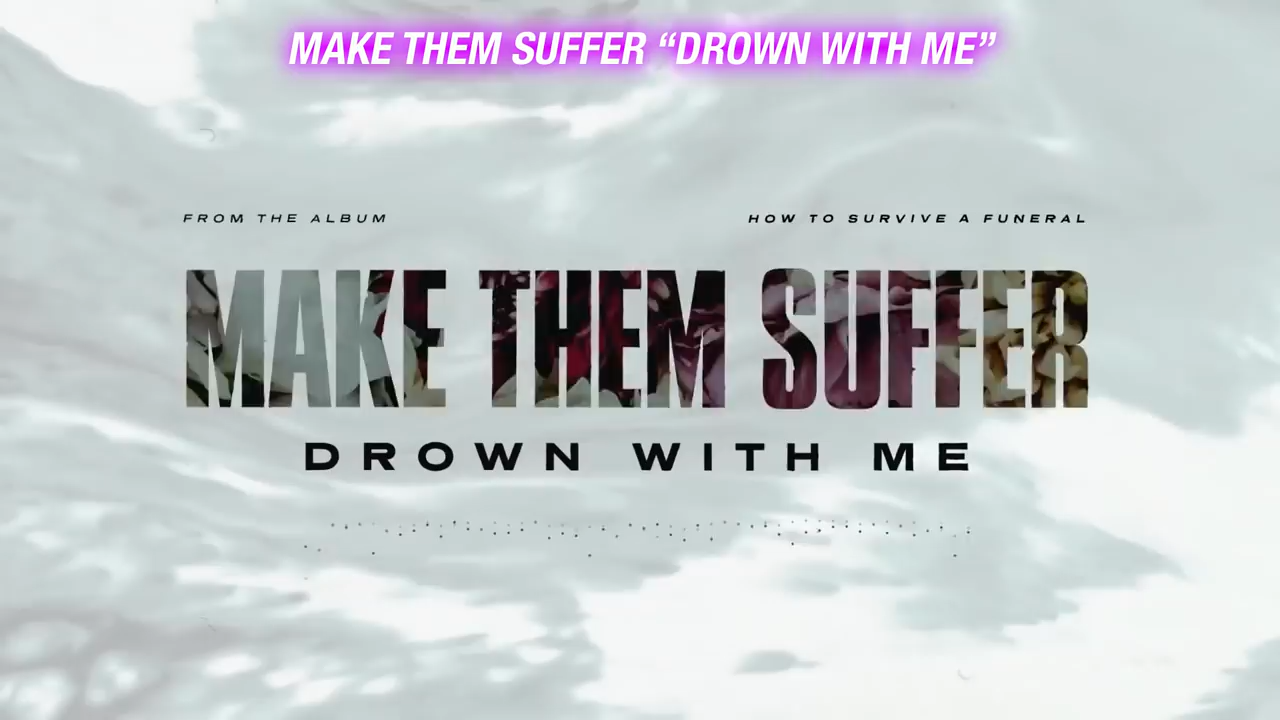 MAKE THEM SUFFER “DROWN WITH ME”
FROM THE ALBUM
HOW TO SURVIVE A FUNERAL
MAKE THEM SUFFER
DROWN WITH ME